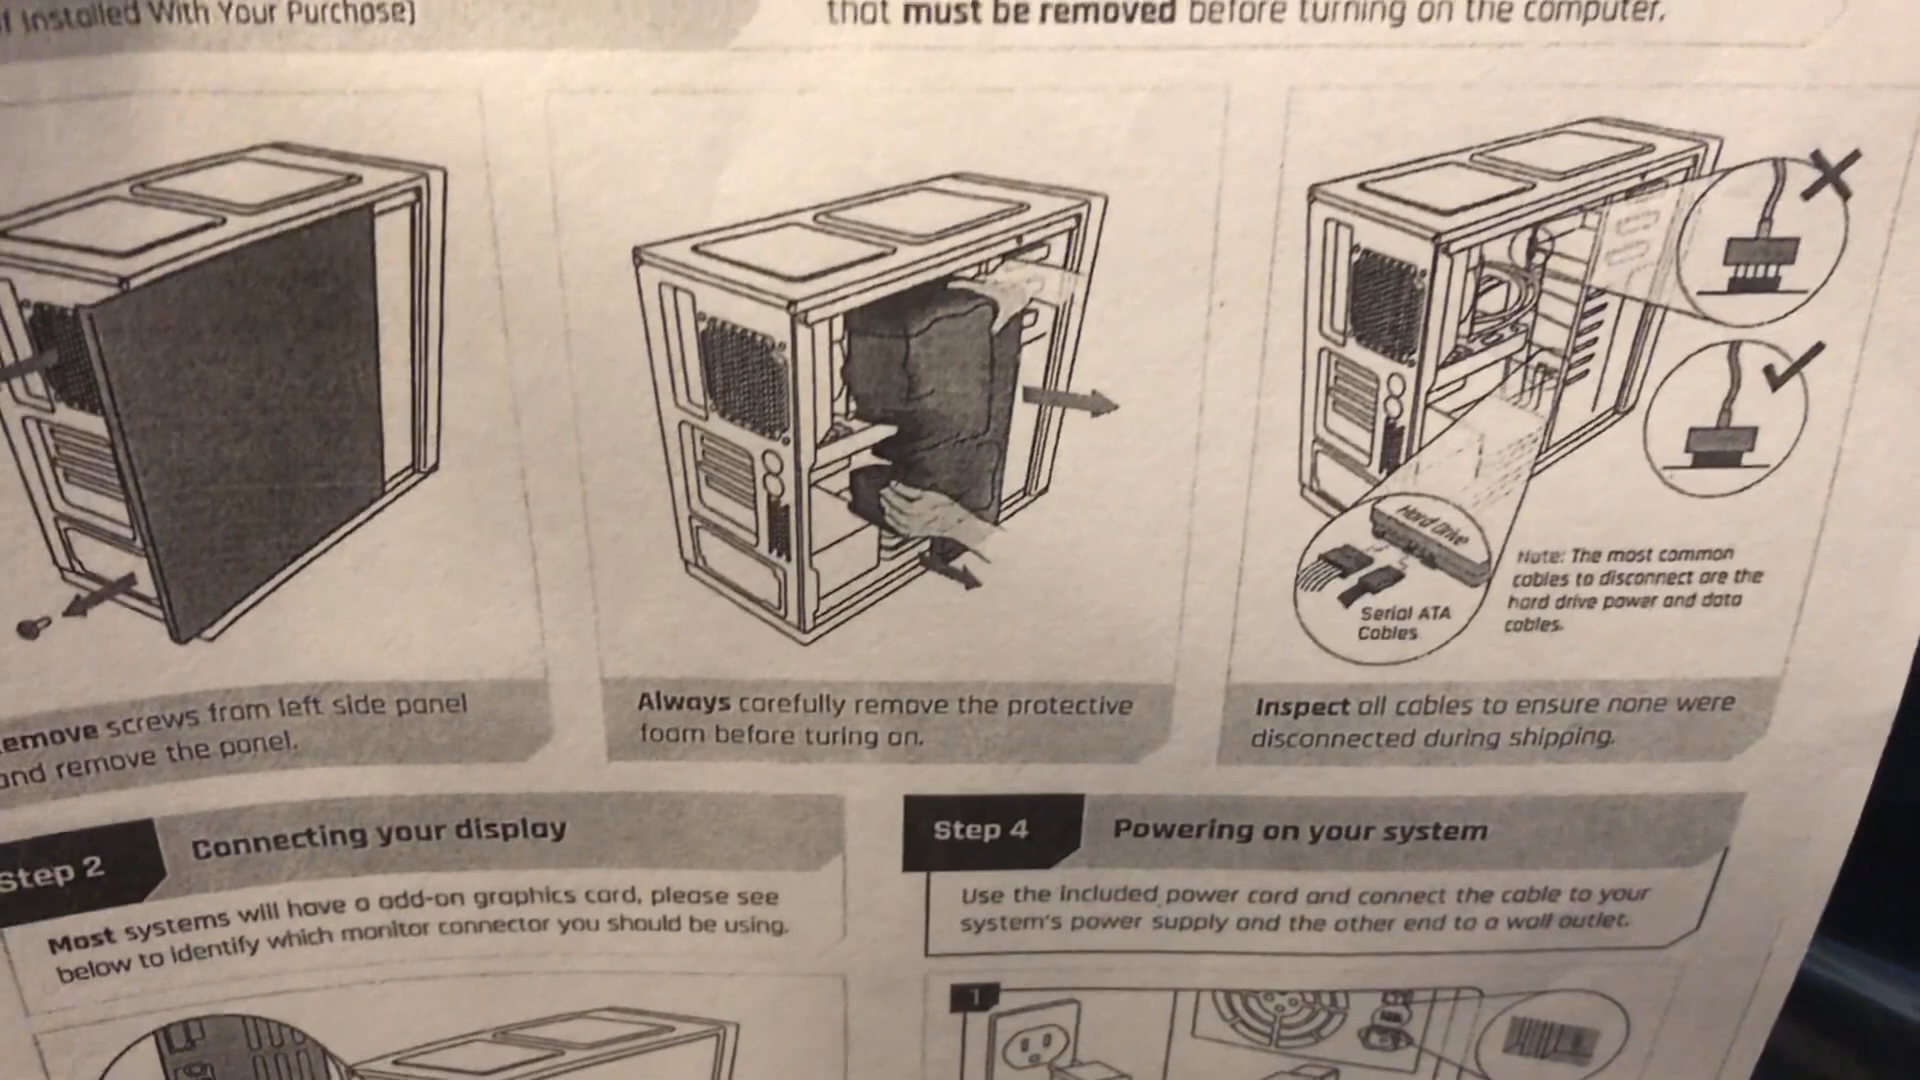 Installed With Your Purchase)
that must be removed before turning on the computer.
Hard Drive
Serial ATA
Cables
Note: The most common
cables to disconnect are the
hard drive power and data
cables.
screws from left side panel
and remove the panel.
Always carefully remove the protective
foam before turing on.
Inspect all cables to ensure none were
disconnected during shipping.
Step 2
Connecting your display
Most systems will have a add-on graphics card, please see
below to identify which monitor connector you should be using.
Step 4
Powering on your system
Use the included power cord and connect the cable to your
system's power supply and the other end to a wall outlet.
1